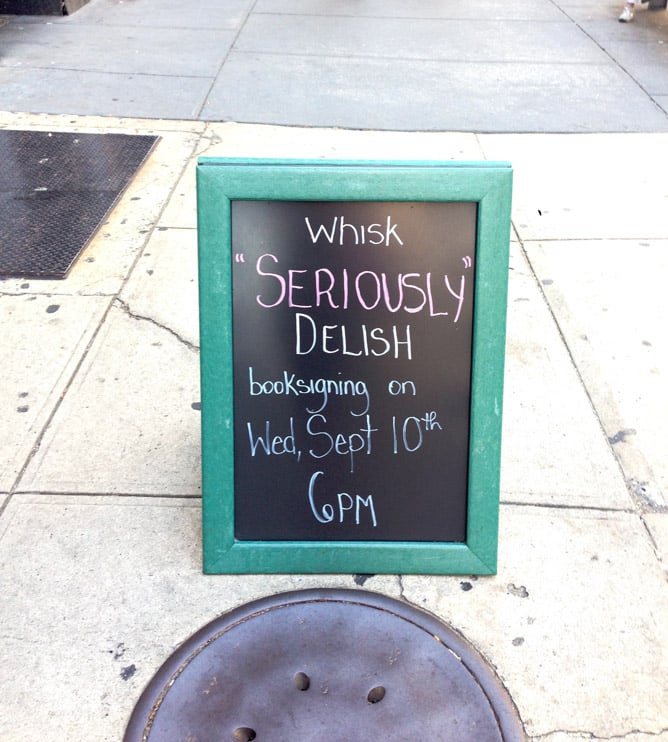 Whisk
"SERIOUSLY"
DELISH
booksigning on
Wed, Sept 10th
6PM